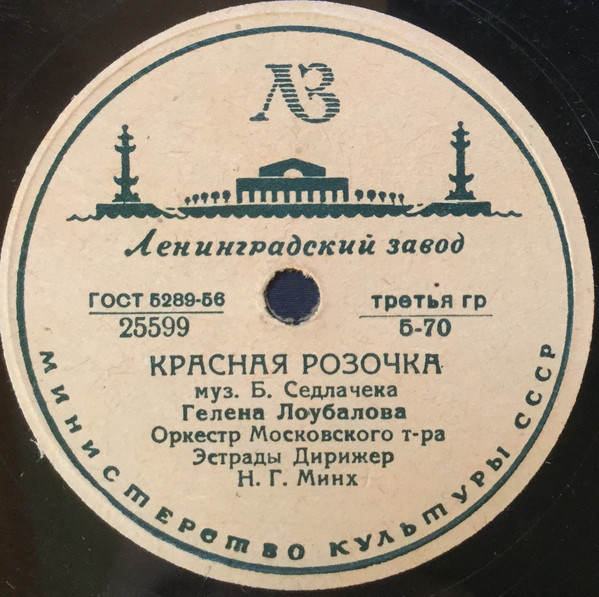 ЛЗ
Ленинградский завод
ГОСТ 5289-56
25599
третья гр
5-70
КРАСНАЯ РОЗОЧКА
муз. Б. Седлачека
Гелена Лоубалова
Оркестр Московского т-ра
Эстрады Дирижер
Н. Г. Минх
МИНИСТЕРСТВО КУЛЬТУРЫ СССР